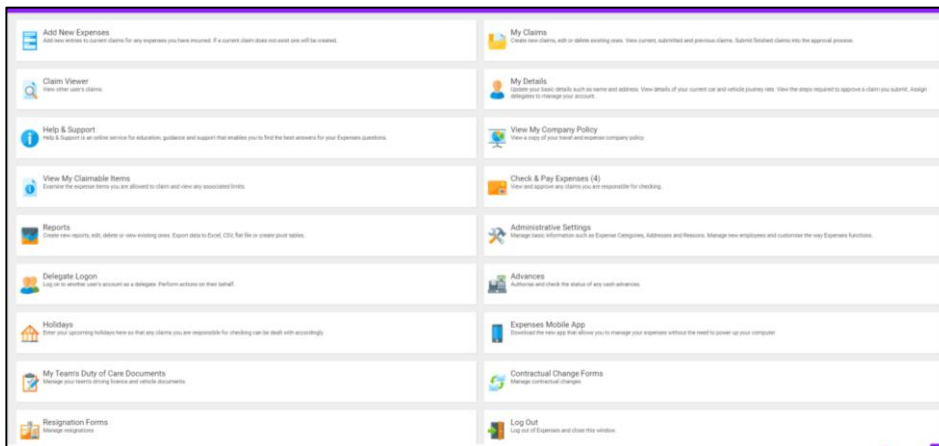 Add New Expenses
Add new entries to current claims for any expenses you have incurred. If a current claim does not exist one will be created.
My Claims
Create new claims, edit or delete existing ones. View current, submitted and previous claims. Submit finished claims into the approval process.
Claim Viewer
View other user's claims
My Details
Update your basic details such as name and address. View details of your current car and vehicle journey rate. View the steps required to approve a claim you submit. Assign
delegates to manage your account.
Help & Support
Help & Support is an online service for education, guidance and support that enables you to find the best answers for your Expenses questions.
View My Company Policy
View a copy of your travel and expense company policy.
View My Claimable Items
Examine the expense items you are allowed to claim and view any associated limits.
Check & Pay Expenses (4)
View and approve any claims you are responsible for checking.
Reports
Create new reports, edit, delete or view existing ones. Export data to Excel, CSV, flat file or create pivot tables.
Administrative Settings
Manage basic information such as Expense Categories, Addresses and Reasons. Manage new employees and customise the way Expenses functions.
Delegate Logon
Log on to another user's account as a delegate. Perform actions on their behalf.
Advances
Authorise and check the status of any cash advances.
Holidays
Enter your upcoming holidays here so that any claims you are responsible for checking can be dealt with accordingly.
Expenses Mobile App
Download the new app that allows you to manage your expenses without the need to power up your computer
My Team's Duty of Care Documents
Manage your team's driving licence and vehicle documents
Contractual Change Forms
Manage contractual changes
Resignation Forms
Manage resignations
Log Out
Log out of Expenses and close this window